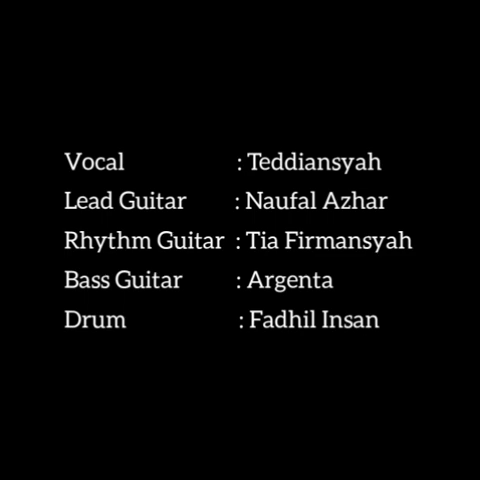 Vocal : Teddiansyah
Lead Guitar : Naufal Azhar
Rhythm Guitar : Tia Firmansyah
Bass Guitar : Argenta
Drum : Fadhil Insan